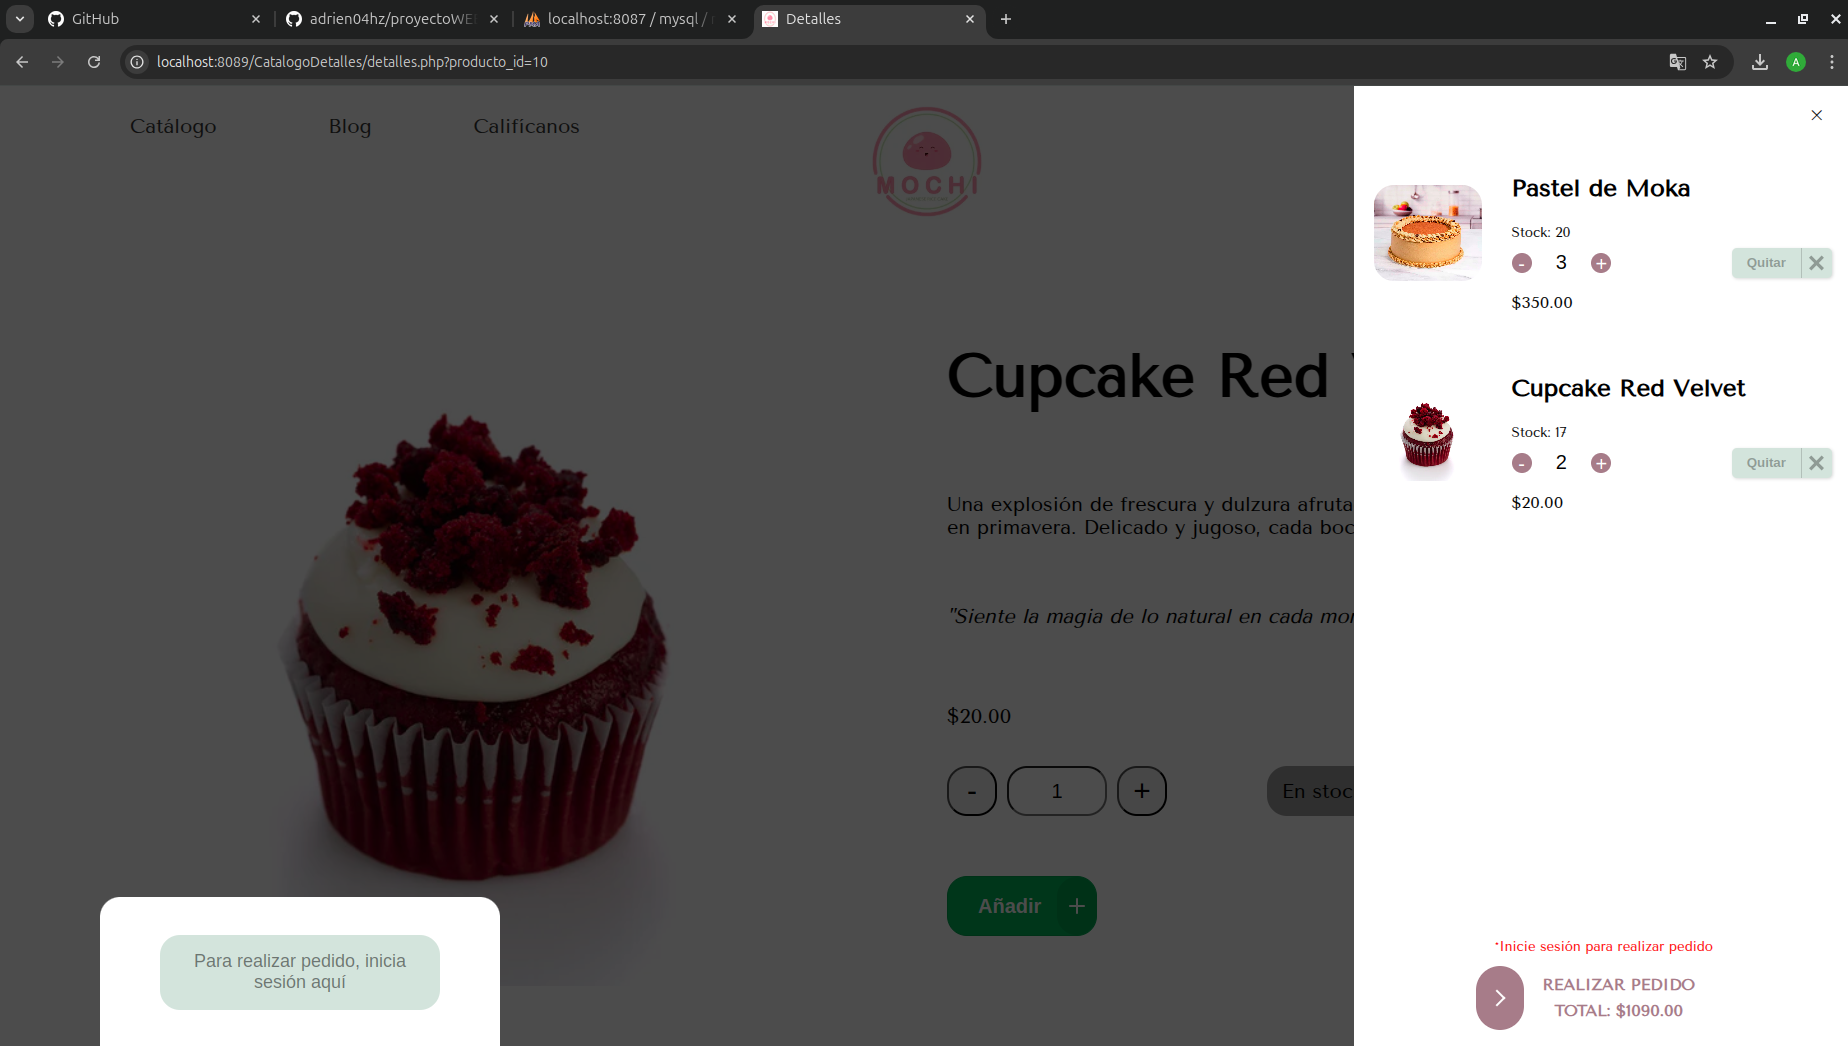 GitHub
adrien04hz/proyectoWE
localhost:8087 / mysql /
Detalles
localhost:8089/CatalogoDetalles/detalles.php?producto_id=10
A
Catálogo
Blog
Califícanos
MOCHI
Cupcake Red
Una explosión de frescura y dulzura afruta
en primavera. Delicado y jugoso, cada boc
"Siente la magia de lo natural en cada mor
$20.00
-
1
+
En stoc
Añadir +
Para realizar pedido, inicia
sesión aquí
Pastel de Moka
Stock: 20
- 3 +
Quitar
$350.00
Cupcake Red Velvet
Stock: 17
- 2 +
Quitar
$20.00
*Inicie sesión para realizar pedido
REALIZAR PEDIDO
TOTAL: $1090.00